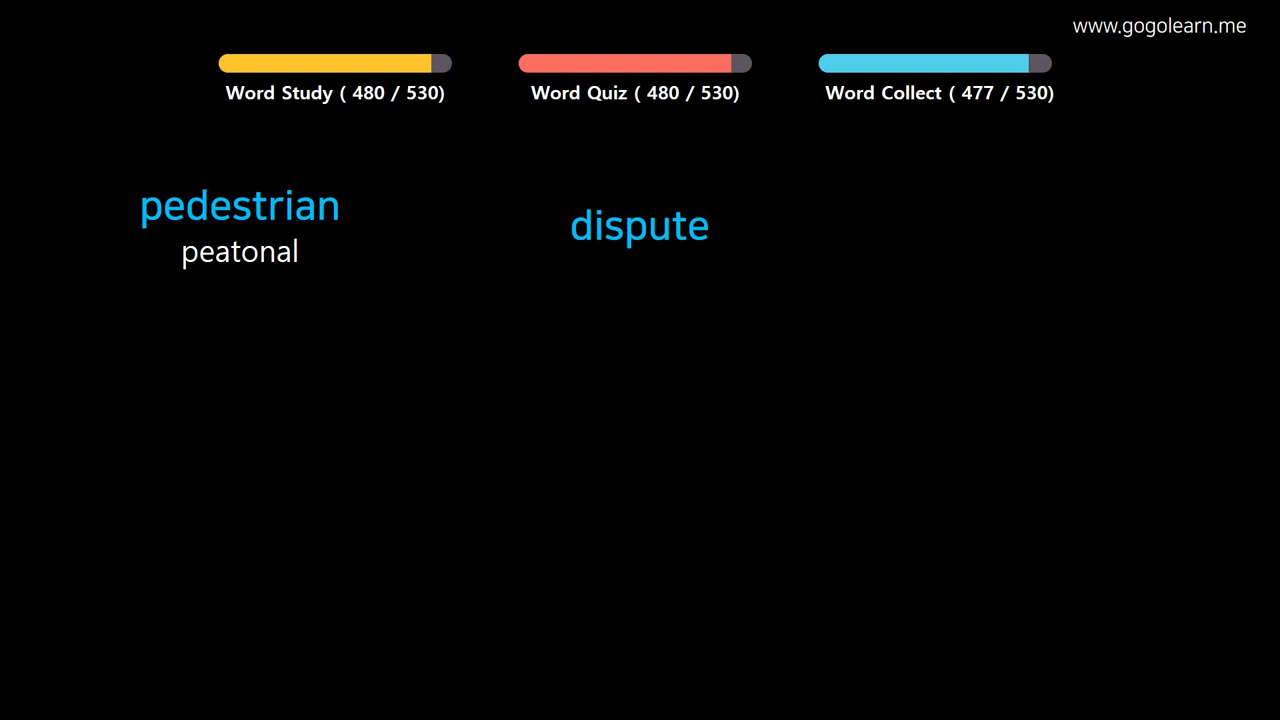 www.gogolearn.me
Word Study ( 480 / 530)
Word Quiz ( 480 / 530)
Word Collect ( 477 / 530)
pedestrian
peatonal
dispute